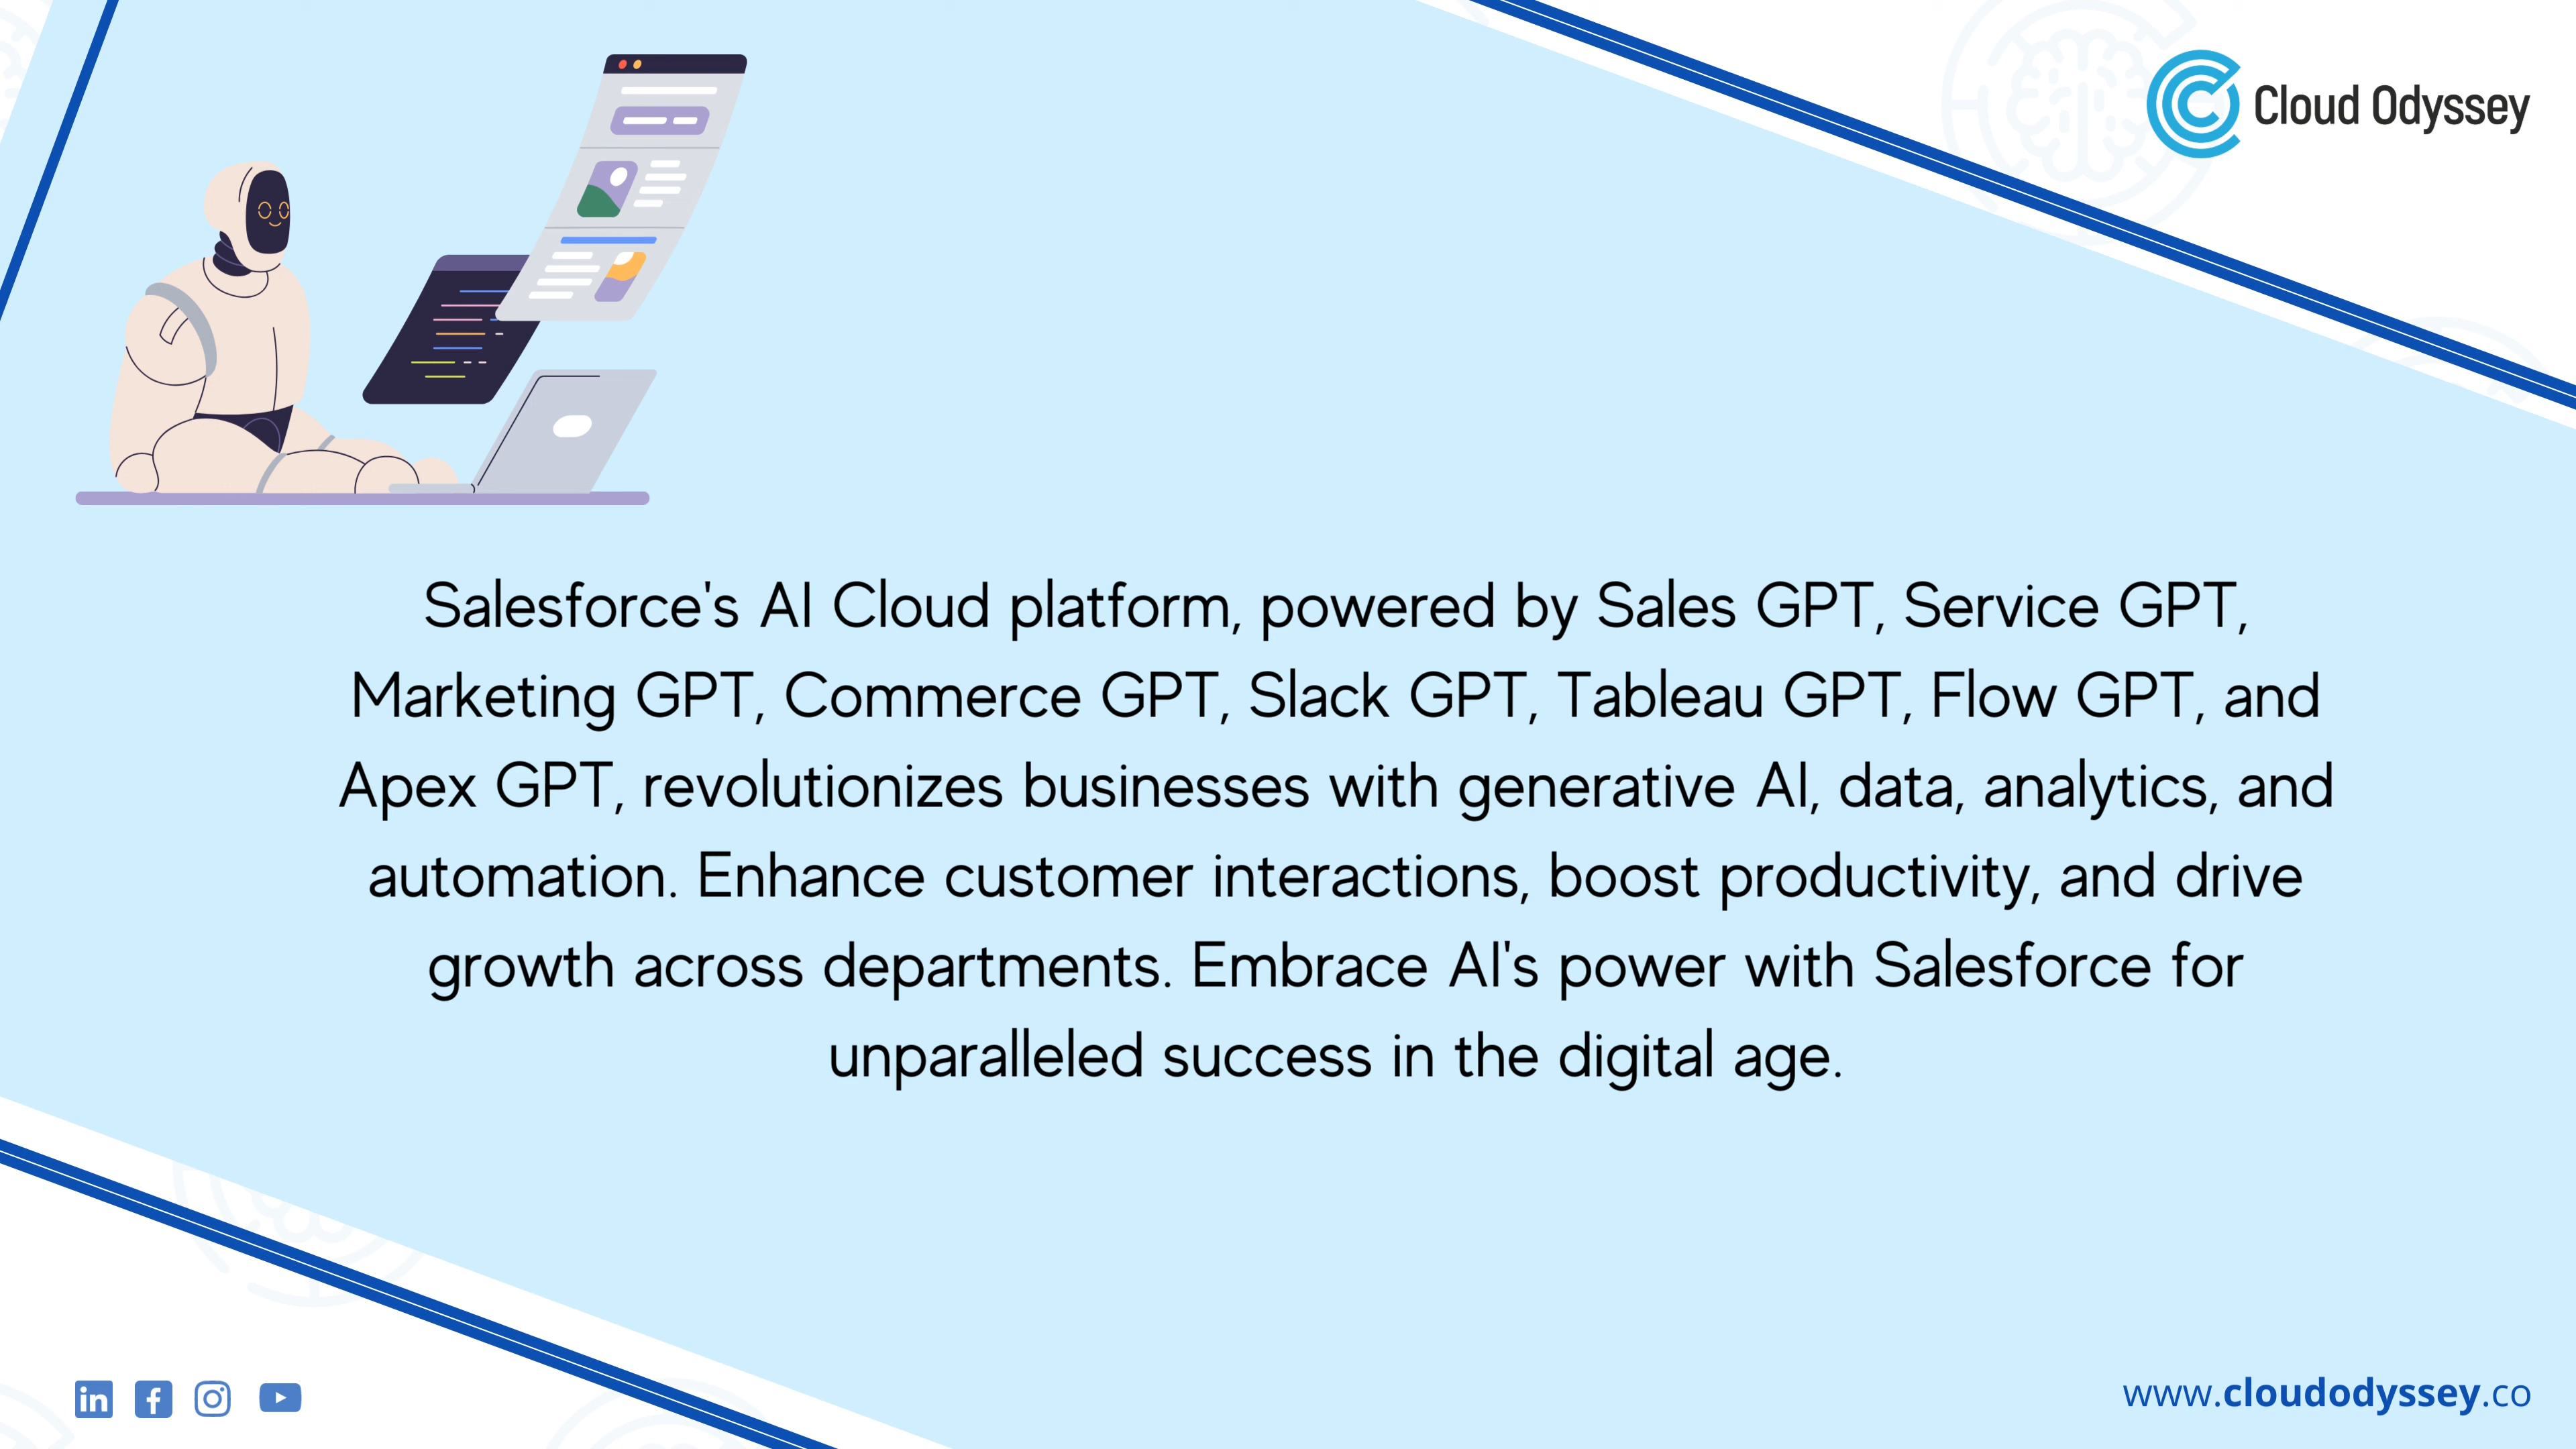 Cloud Odyssey
Salesforce's AI Cloud platform, powered by Sales GPT, Service GPT,
Marketing GPT, Commerce GPT, Slack GPT, Tableau GPT, Flow GPT, and
Apex GPT, revolutionizes businesses with generative AI, data, analytics, and
automation. Enhance customer interactions, boost productivity, and drive
growth across departments. Embrace AI's power with Salesforce for
unparalleled success in the digital age.
www.cloudodyssey.co